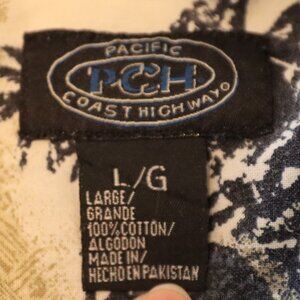 PACIFIC
PCH
COAST HIGHWAY
L/G
LARGE/
GRANDE
100% COTTON/
ALGODON
MADE IN/
HECHO EN PAKISTAN